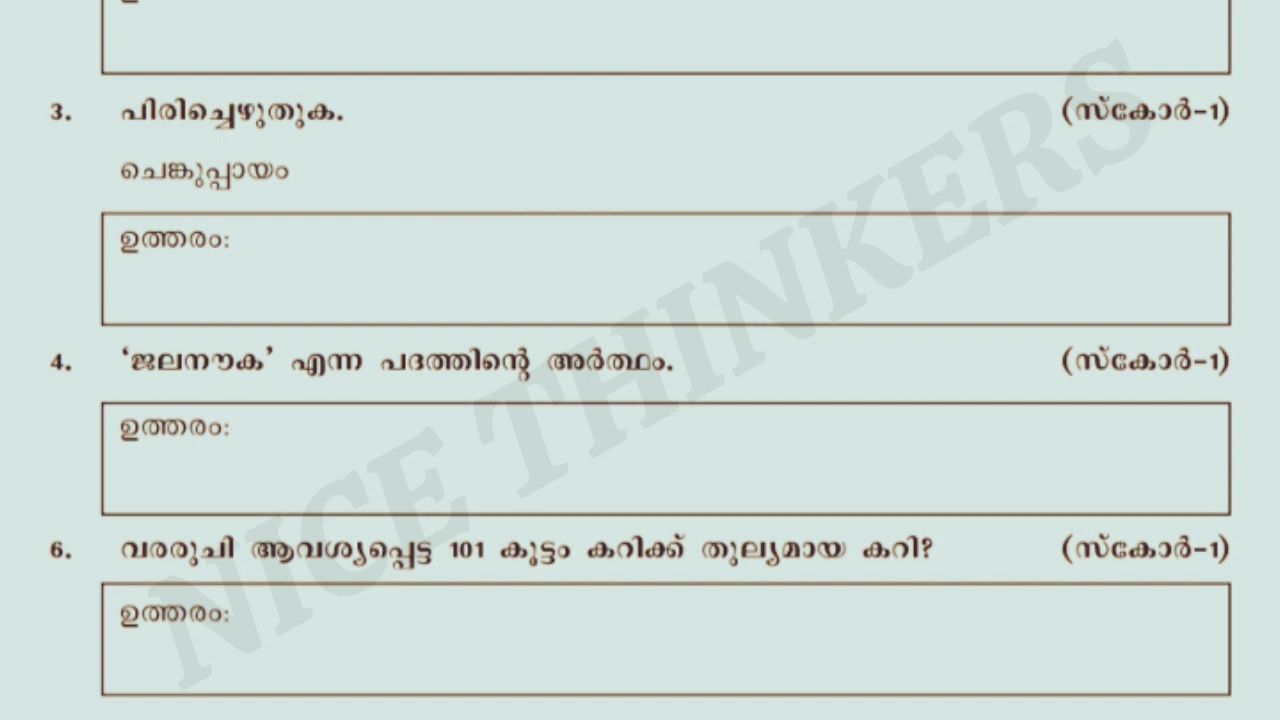 3. പിരിച്ചെഴുതുക. (സ്കോർ-1)
ചെങ്കുപ്പായം
ഉത്തരം:
4. ‘ജലനൗക’ എന്ന പദത്തിന്റെ അർത്ഥം. (സ്കോർ-1)
ഉത്തരം:
6. വരരുചി ആവശ്യപ്പെട്ട 101 കൂട്ടം കറിക്ക് തുല്യമായ കറി? (സ്കോർ-1)
ഉത്തരം:
NICE THINKERS